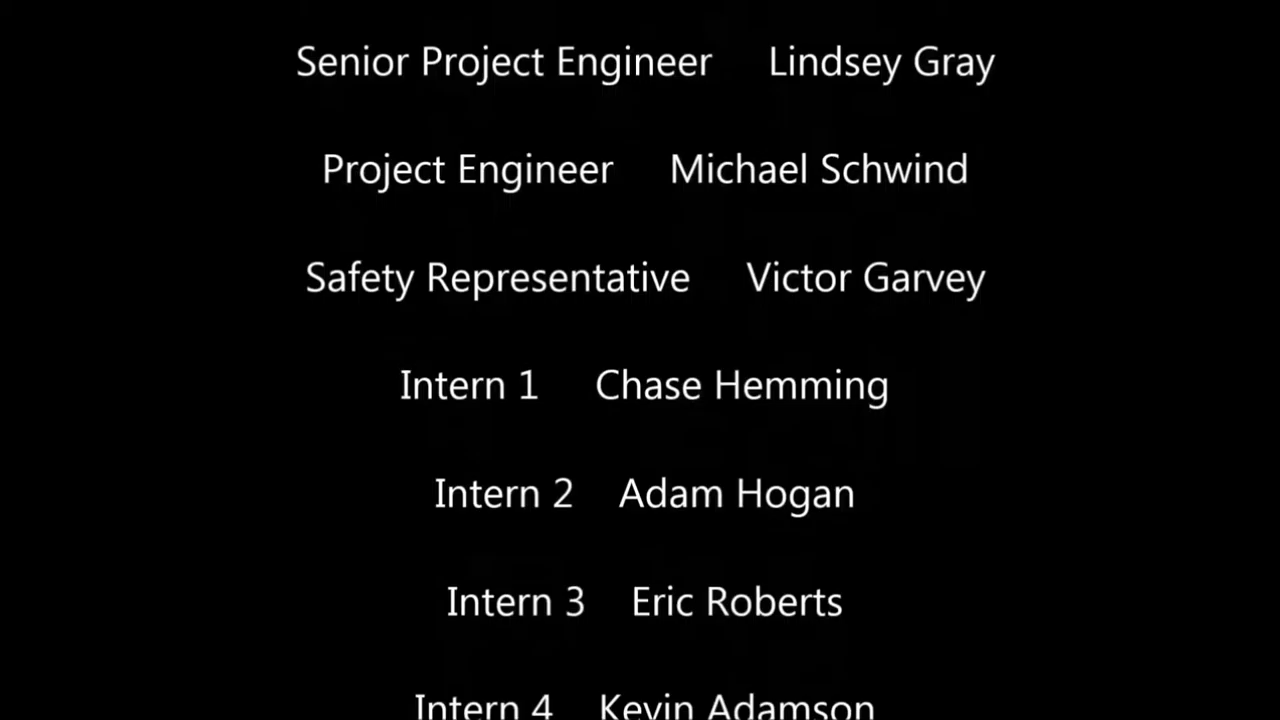 Senior Project Engineer Lindsey Gray
Project Engineer Michael Schwind
Safety Representative Victor Garvey
Intern 1 Chase Hemming
Intern 2 Adam Hogan
Intern 3 Eric Roberts
Intern 4 Kevin Adamson